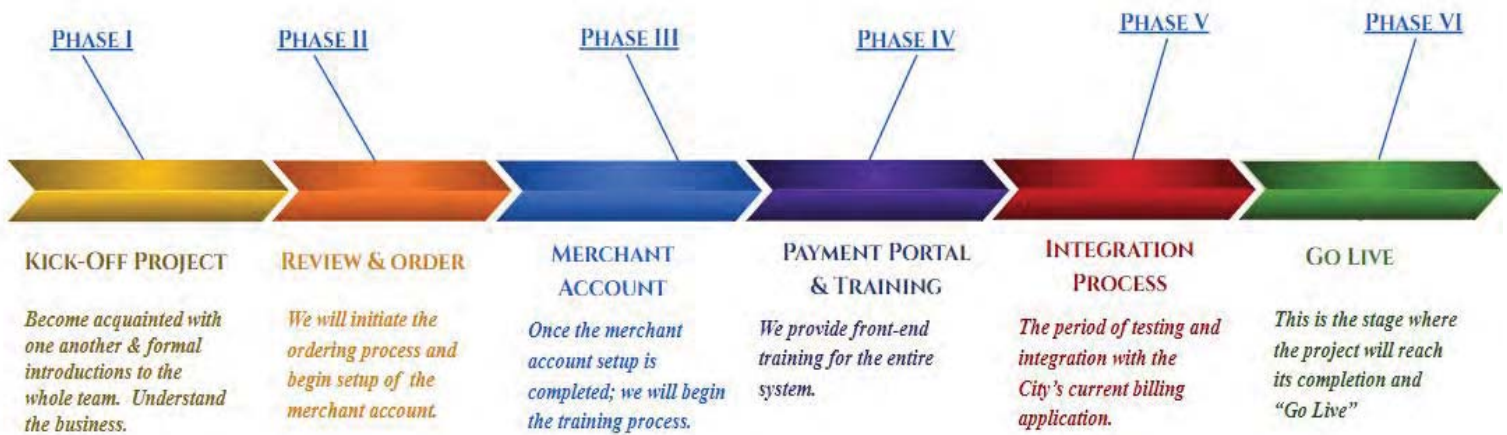 PHASE I
PHASE II
PHASE III
PHASE IV
PHASE V
PHASE VI
KICK-OFF PROJECT
Become acquainted with
one another & formal
introductions to the
whole team. Understand
the business.
REVIEW & ORDER
We will initiate the
ordering process and
begin setup of the
merchant account.
MERCHANT
ACCOUNT
Once the merchant
account setup is
completed; we will begin
the training process.
PAYMENT PORTAL
& TRAINING
We provide front-end
training for the entire
system.
INTEGRATION
PROCESS
The period of testing and
integration with the
City's current billing
application.
GO LIVE
This is the stage where
the project will reach
its completion and
“Go Live”